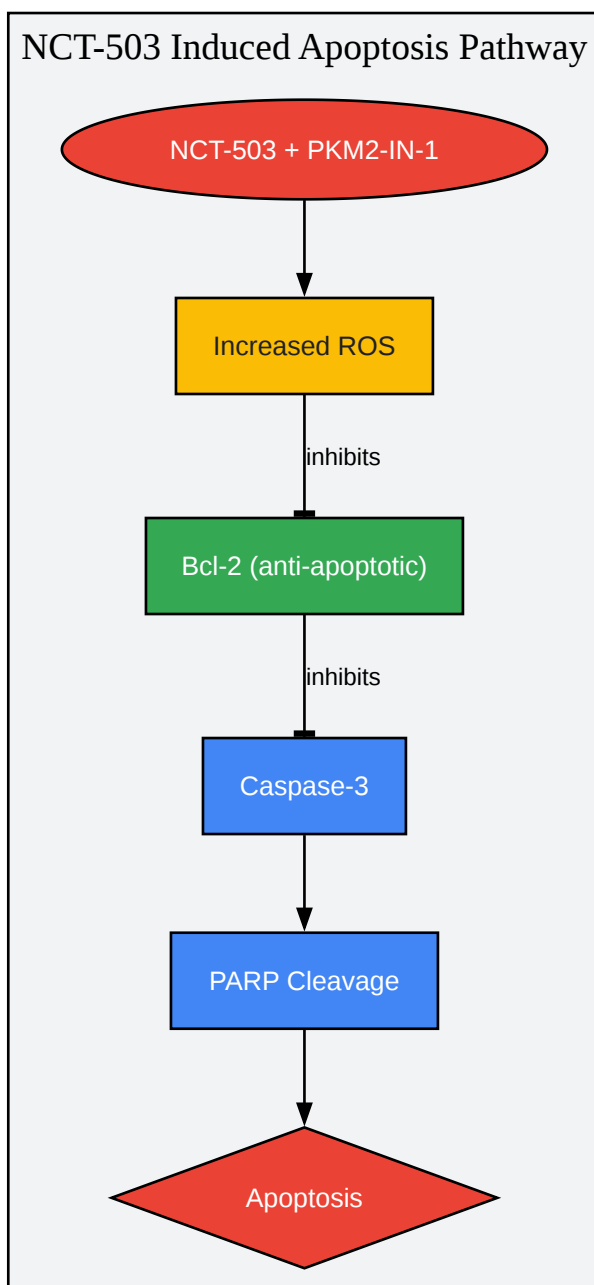 NCT-503 Induced Apoptosis Pathway
NCT-503 + PKM2-IN-1
Increased ROS
inhibits
Bcl-2 (anti-apoptotic)
inhibits
Caspase-3
PARP Cleavage
Apoptosis